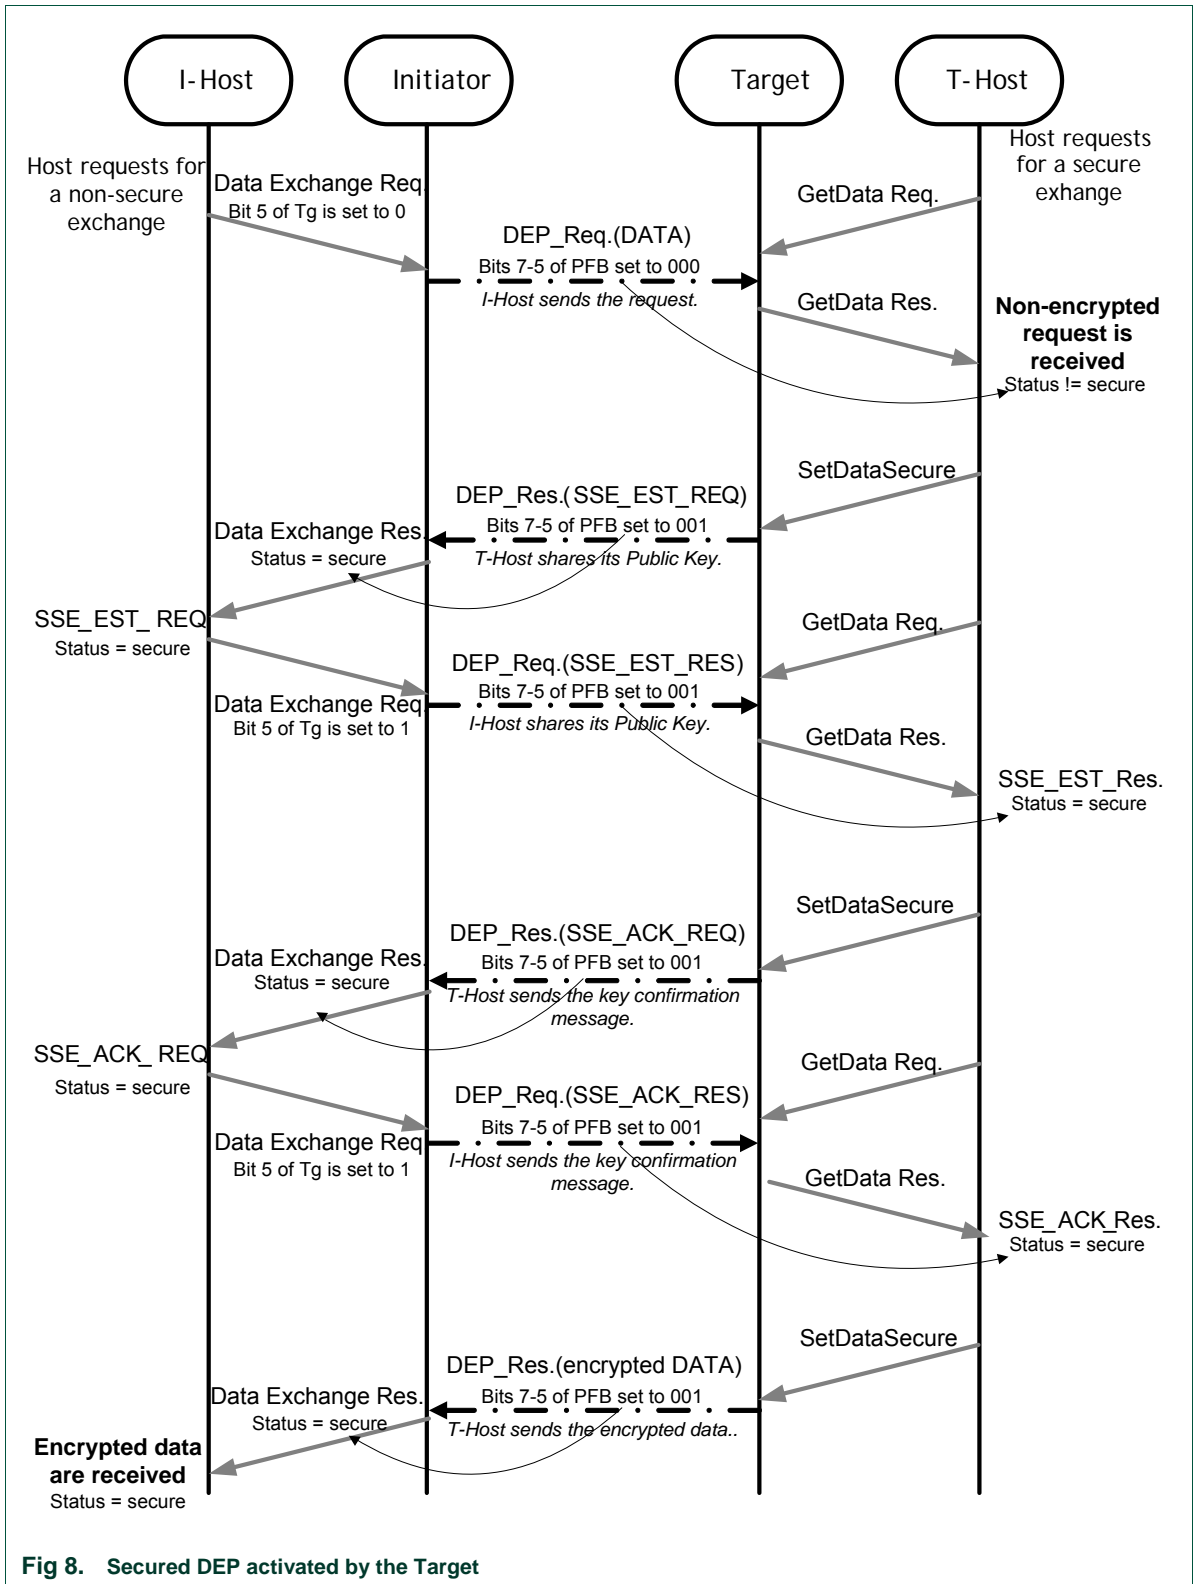 I-Host
Initiator
Target
T-Host
Host requests for
a non-secure
exchange
Data Exchange Req.
Bit 5 of Tg is set to 0
Host requests
for a secure
exhange
GetData Req.
DEP_Req.(DATA)
Bits 7-5 of PFB set to 000
I-Host sends the request.
GetData Res.
Non-encrypted
request is
received
Status != secure
SetDataSecure
DEP_Res.(SSE_EST_REQ)
Bits 7-5 of PFB set to 001
T-Host shares its Public Key.
Data Exchange Res.
Status = secure
SSE_EST_ REQ
Status = secure
GetData Req.
DEP_Req.(SSE_EST_RES)
Bits 7-5 of PFB set to 001
I-Host shares its Public Key.
Data Exchange Req.
Bit 5 of Tg is set to 1
GetData Res.
SSE_EST_Res.
Status = secure
SetDataSecure
DEP_Res.(SSE_ACK_REQ)
Bits 7-5 of PFB set to 001
T-Host sends the key confirmation
message.
Data Exchange Res.
Status = secure
SSE_ACK_ REQ
Status = secure
GetData Req.
DEP_Req.(SSE_ACK_RES)
Bits 7-5 of PFB set to 001
I-Host sends the key confirmation
message.
Data Exchange Req
Bit 5 of Tg is set to 1
GetData Res.
SSE_ACK_Res.
Status = secure
SetDataSecure
DEP_Res.(encrypted DATA)
Bits 7-5 of PFB set to 001
T-Host sends the encrypted data..
Data Exchange Res.
Status = secure
Encrypted data
are received
Status = secure
Fig 8. Secured DEP activated by the Target